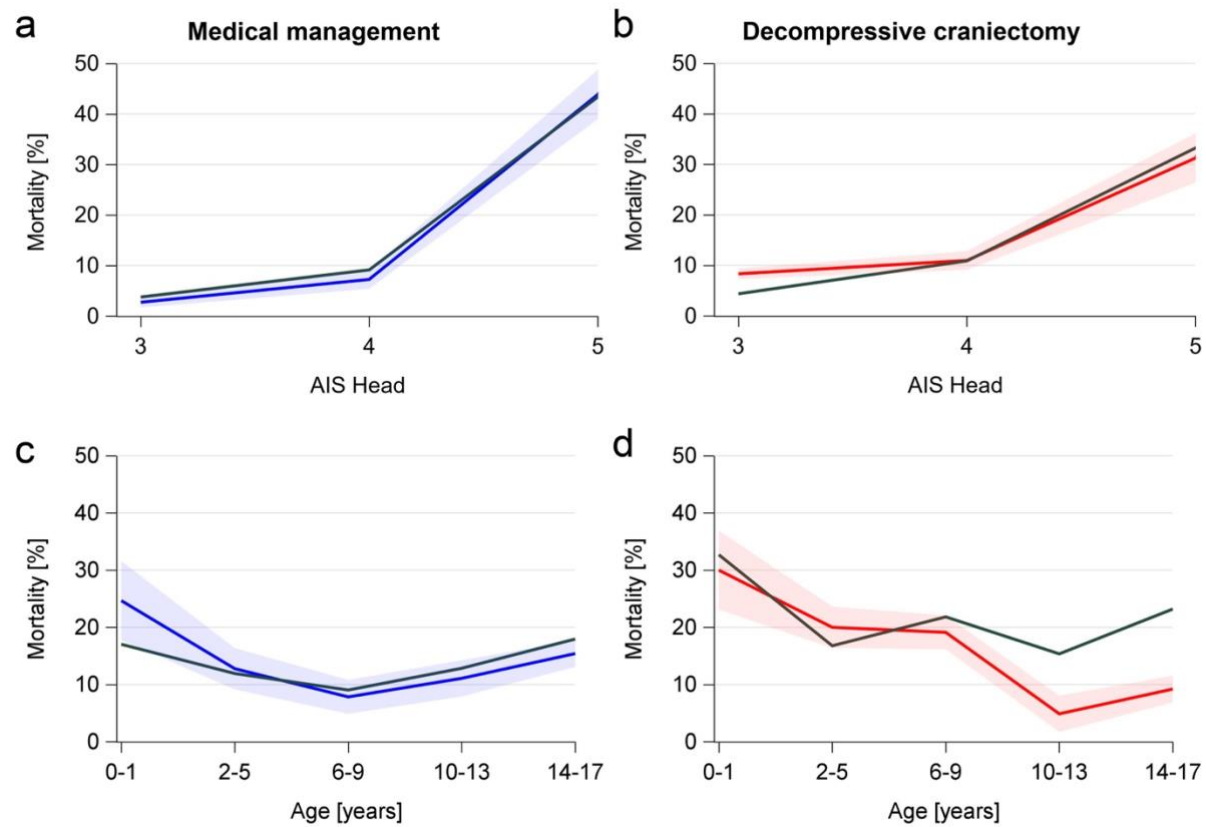 a
Medical management
50
40
30
20
10
0
Mortality [%]
3
4
5
AIS Head
b
Decompressive craniectomy
50
40
30
20
10
0
Mortality [%]
3
4
5
AIS Head
c
50
40
30
20
10
0
Mortality [%]
0-1
2-5
6-9
10-13
14-17
Age [years]
d
50
40
30
20
10
0
Mortality [%]
0-1
2-5
6-9
10-13
14-17
Age [years]